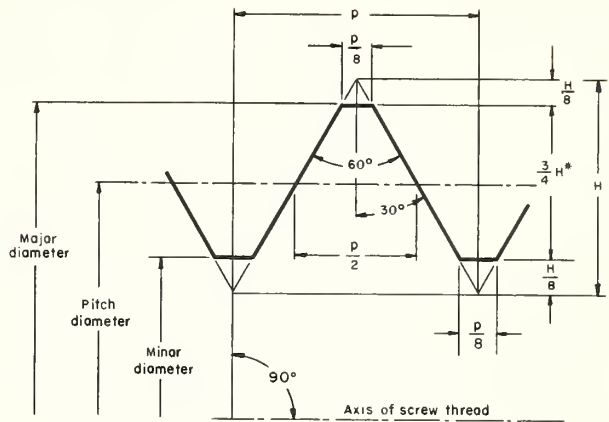 p
p
8
H
8
H
60°
3
4 H*
30°
Major
diameter
p
2
H
8
Pitch
diameter
p
8
Minor
diameter
90°
Axis of screw thread